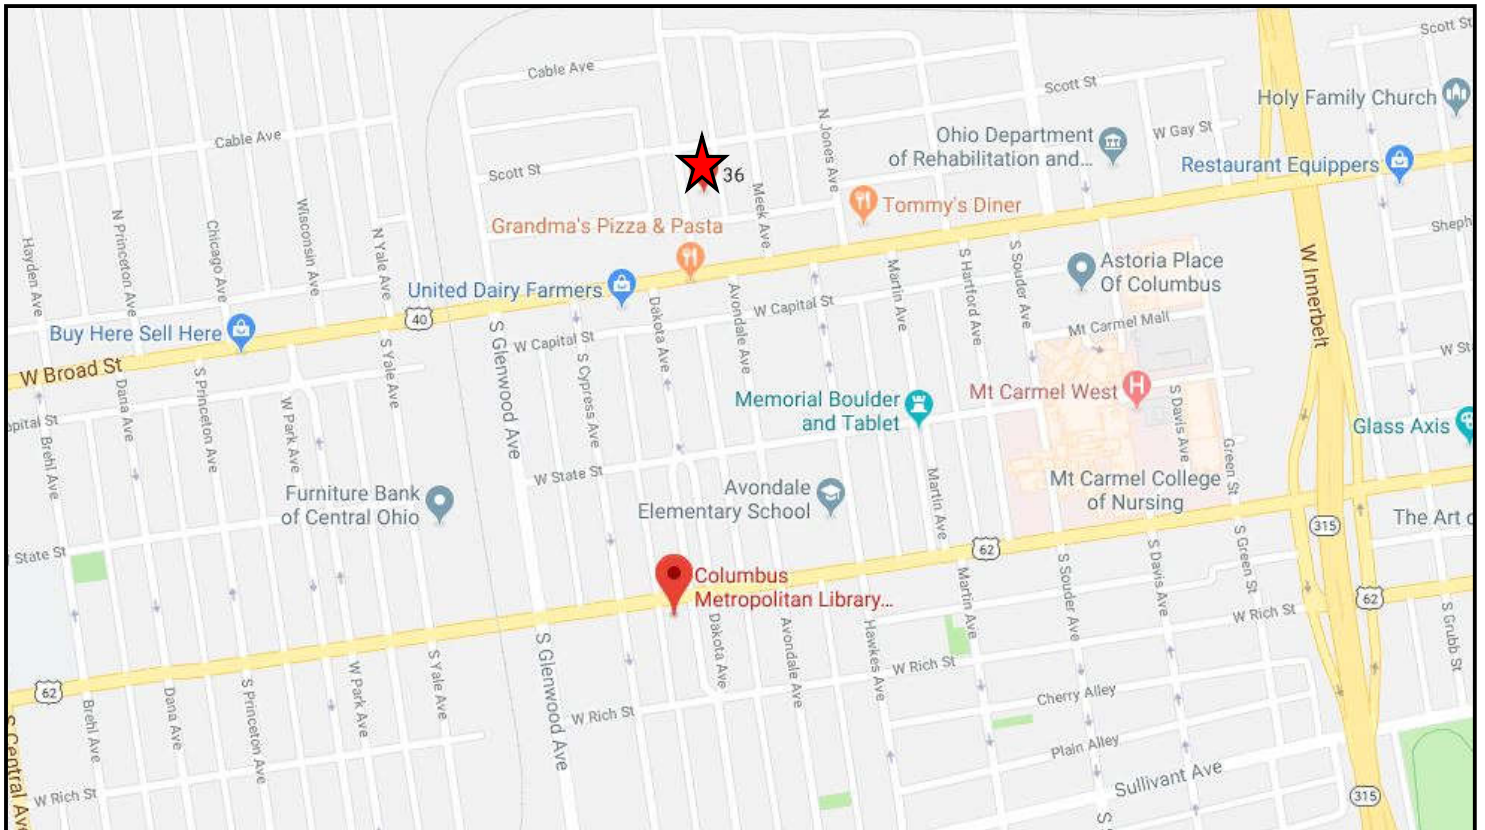 Scott St
Cable Ave
Scott St
Holy Family Church
Cable Ave
N Jones Ave
Ohio Department
of Rehabilitation and...
W Gay St
Restaurant Equippers
Scott St
36
Meek Ave
Tommy's Diner
N Princeton Ave
Chicago Ave
Wisconsin Ave
N Yale Ave
Hayden Ave
Grandma's Pizza & Pasta
Sheph
W Innerbelt
Astoria Place
Of Columbus
United Dairy Farmers
40
Dakota Ave
Avondale Ave
W Capital St
Martin Ave
S Hartford Ave
S Souder Ave
Buy Here Sell Here
S Glenwood Ave
W Capital St
Mt Carmel Mall
W Broad St
S Yale Ave
S Cypress Ave
W St
Dana Ave
S Princeton Ave
W Park Ave
Memorial Boulder
and Tablet
Mt Carmel West
S Davis Ave
pital St
Brehl Ave
Glass Axis
Green St
W State St
Furniture Bank
of Central Ohio
Avondale
Elementary School
Martin Ave
Mt Carmel College
of Nursing
315
The Art
State St
62
S Souder Ave
S Davis Ave
S Green St
Columbus
Metropolitan Library...
Martin Ave
62
W Rich St
S Grubb St
S Glenwood Ave
Dakota Ave
Avondale Ave
Hawkes Ave
W Rich St
62
Brehl Ave
Dana Ave
S Princeton Ave
W Park Ave
S Yale Ave
Cherry Alley
W Rich St
Plain Alley
S Central Av
Sullivant Ave
W Rich St
315
S